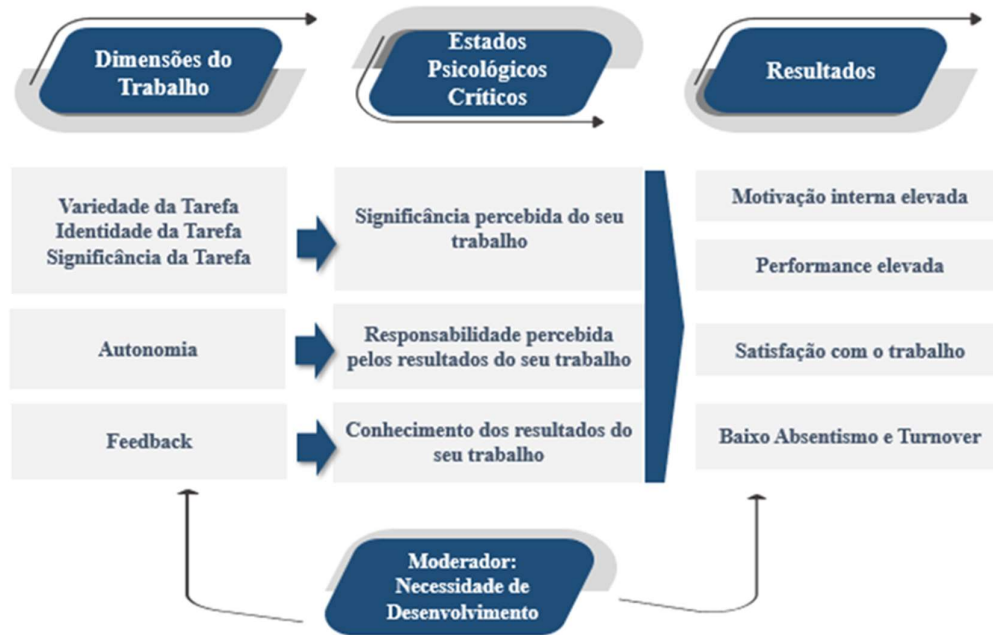 Dimensões do
Trabalho
Estados
Psicológicos
Críticos
Resultados
Variedade da Tarefa
Identidade da Tarefa
Significância da Tarefa
Significância percebida do seu
trabalho
Motivação interna elevada
Performance elevada
Autonomia
Responsabilidade percebida
pelos resultados do seu trabalho
Satisfação com o trabalho
Feedback
Conhecimento dos resultados do
seu trabalho
Baixo Absentismo e Turnover
Moderador:
Necessidade de
Desenvolvimento